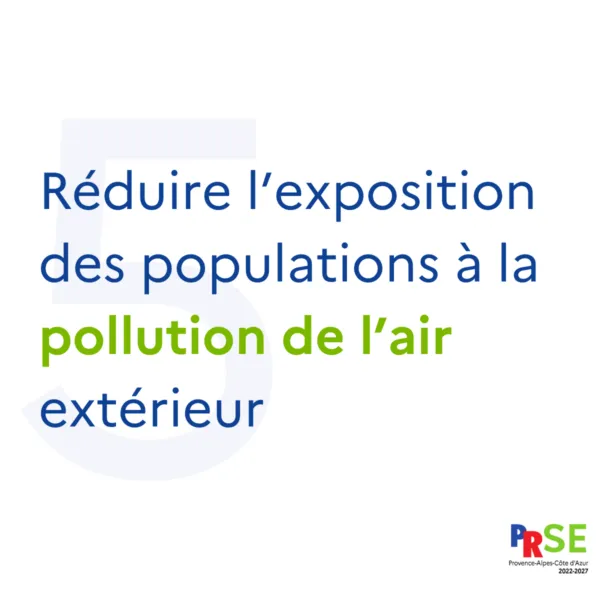 5
Réduire l’exposition
des populations à la
pollution de l’air
extérieur
PRSE
Provence-Alpes-Côte d'Azur
2022-2027